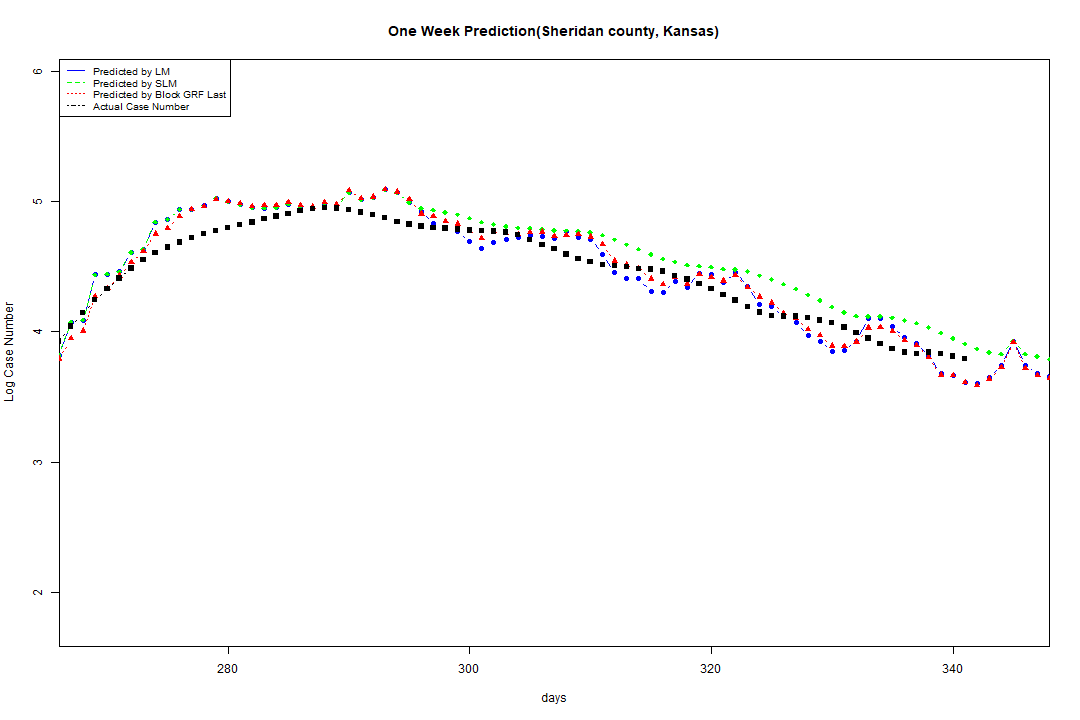 One Week Prediction(Sheridan county, Kansas)
6
Predicted by LM
Predicted by SLM
Predicted by Block GRF Last
Actual Case Number
5
4
3
2
Log Case Number
280
300
320
340
days